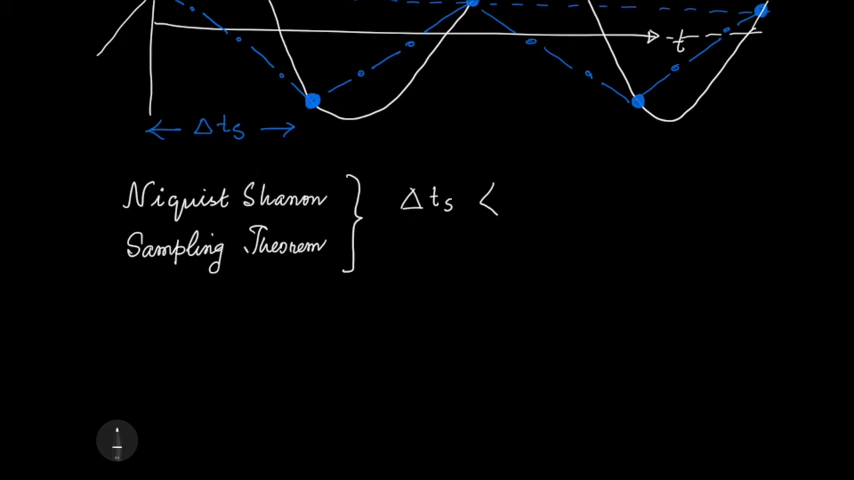 t
Δts
Niquist Shanon
Sampling Theorem
Δts <